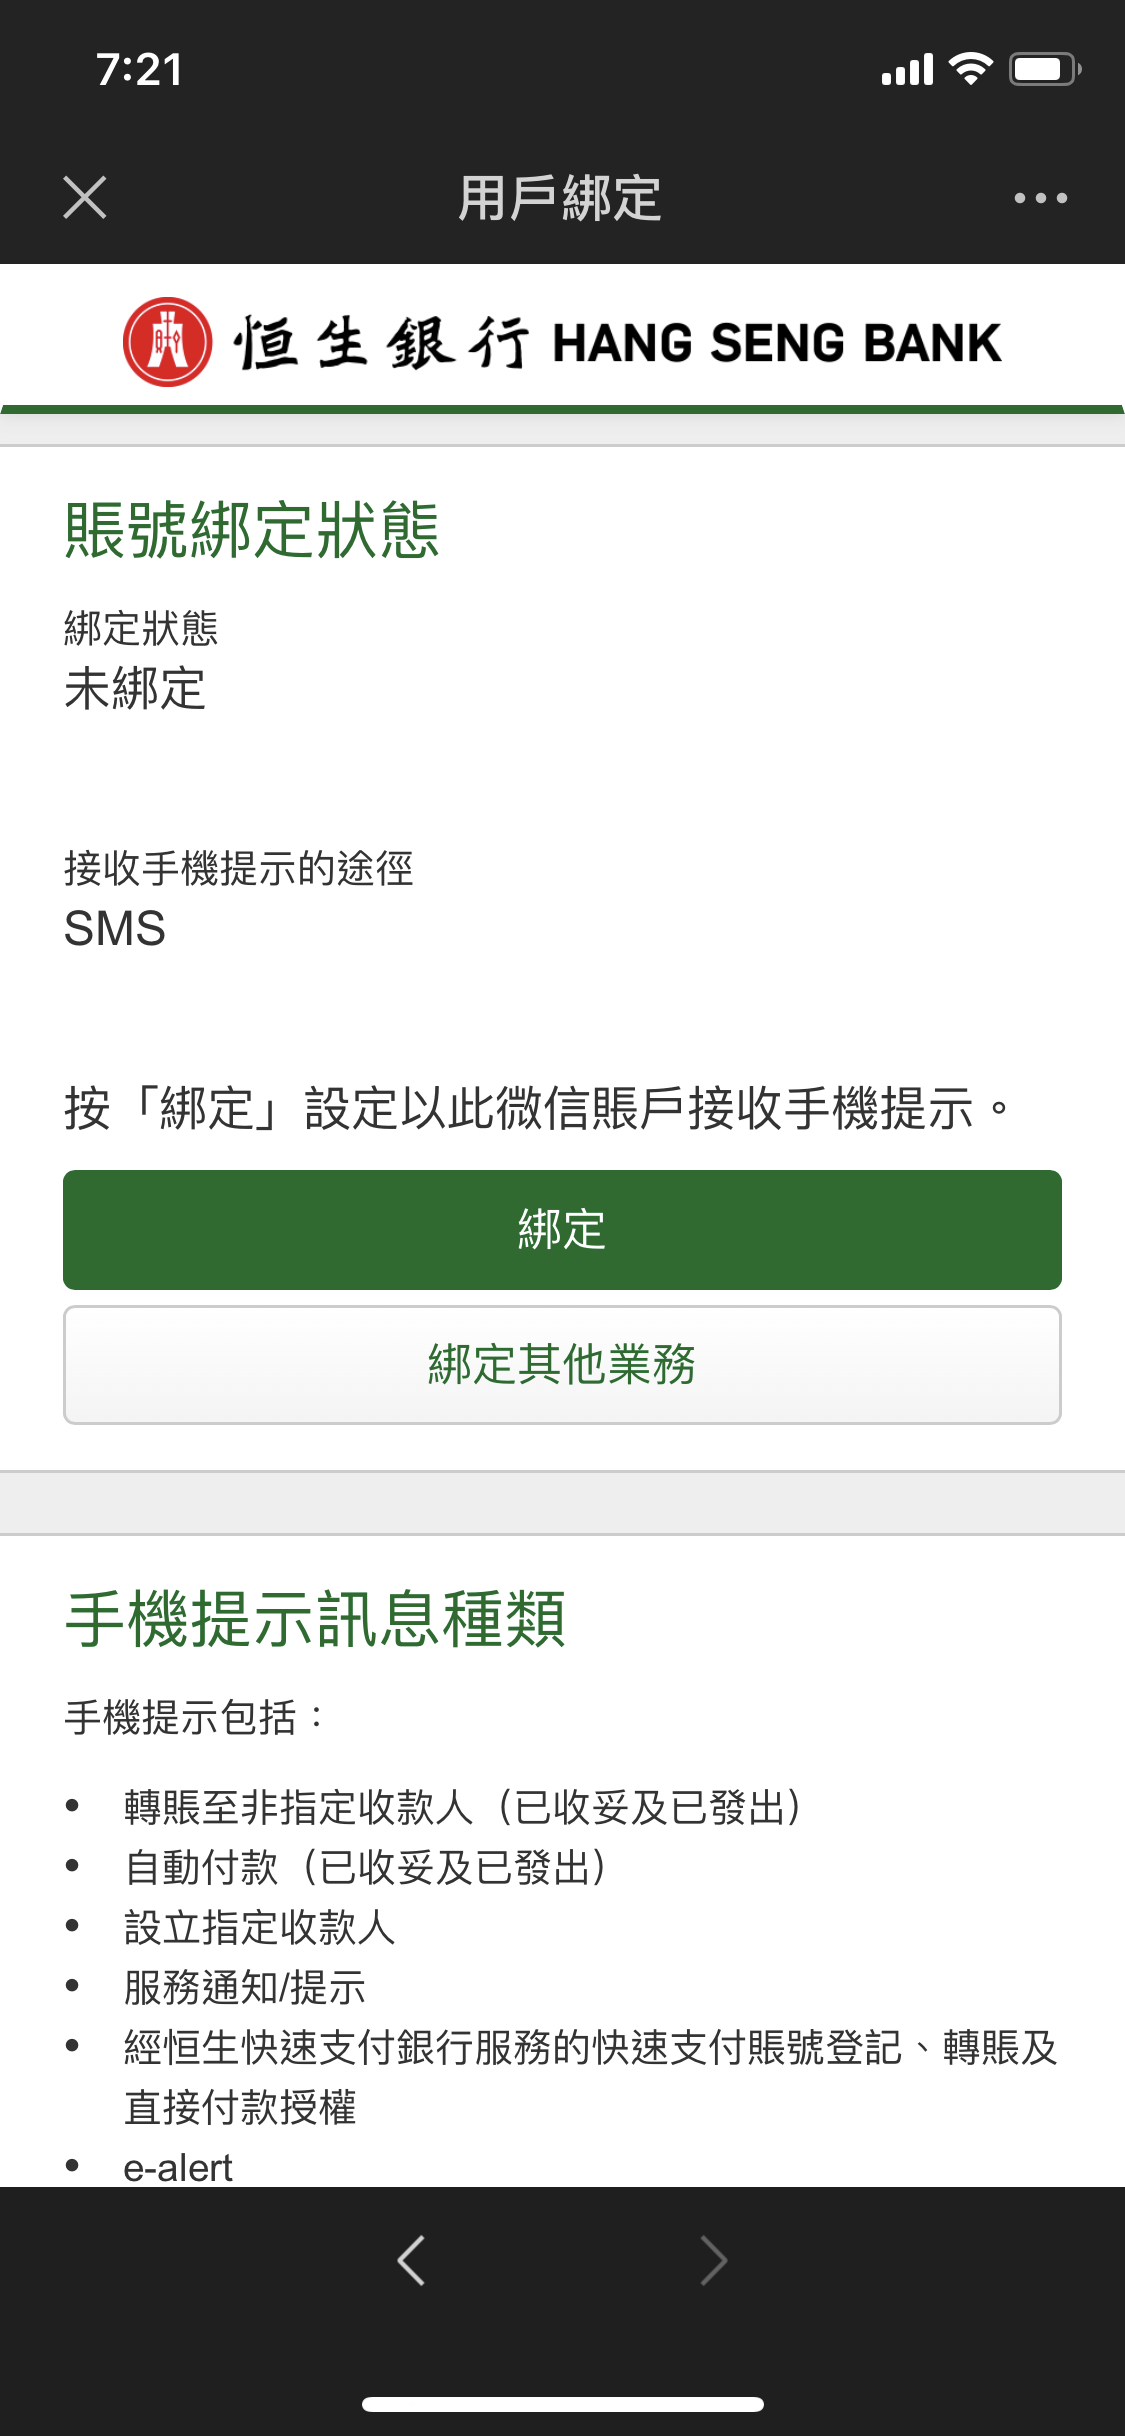 7:21
用戶綁定
恒生銀行 HANG SENG BANK
賬號綁定狀態
綁定狀態
未綁定
接收手機提示的途徑
SMS
按「綁定」設定以此微信賬戶接收手機提示。
綁定
綁定其他業務
手機提示訊息種類
手機提示包括：
• 轉賬至非指定收款人（已收妥及已發出）
• 自動付款（已收妥及已發出）
• 設立指定收款人
• 服務通知/提示
• 經恒生快速支付銀行服務的快速支付賬號登記、轉賬及
直接付款授權
• e-alert